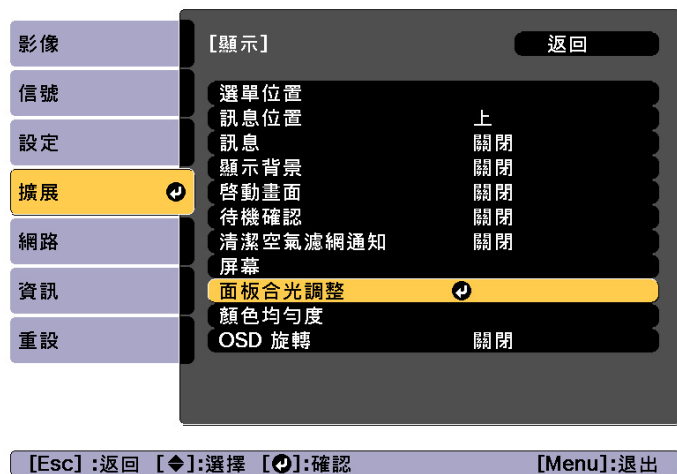 影像
信號
設定
擴展
網路
資訊
重設
[顯示] 返回
選單位置
訊息位置 上
訊息 關閉
顯示背景 關閉
啓動畫面 關閉
待機確認 關閉
清潔空氣濾網通知 關閉
屏幕
面板合光調整
顏色均勻度
OSD 旋轉 關閉
[Esc] :返回 [◆]:選擇 [↵]:確認 [Menu]:退出